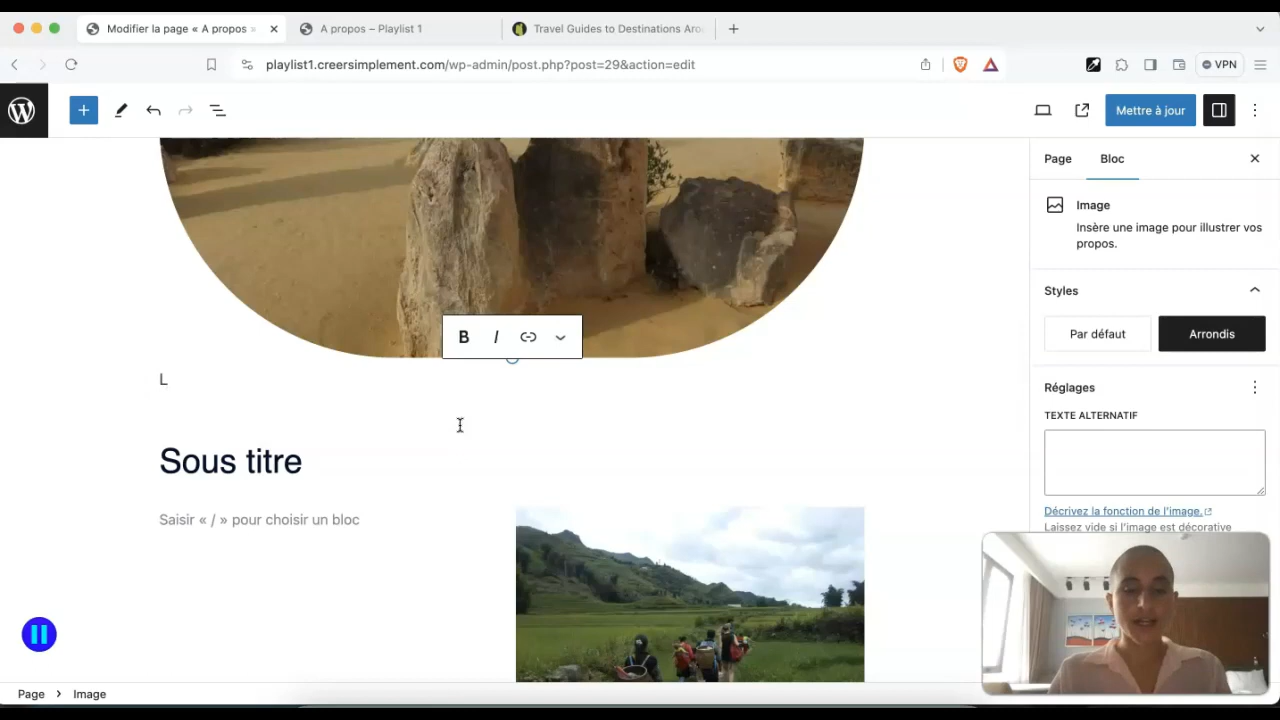 Modifier la page « A propos »
A propos – Playlist 1
Travel Guides to Destinations Aro
playlist1.creersimplement.com/wp-admin/post.php?post=29&action=edit
VPN
Mettre à jour
Page
Bloc
Image
Insère une image pour illustrer vos
propos.
Styles
Par défaut
Arrondis
B I
L
Réglages
TEXTE ALTERNATIF
Sous titre
Saisir « / » pour choisir un bloc
Décrivez la fonction de l'image.
Laissez vide si l'image est décorative
Page
Image